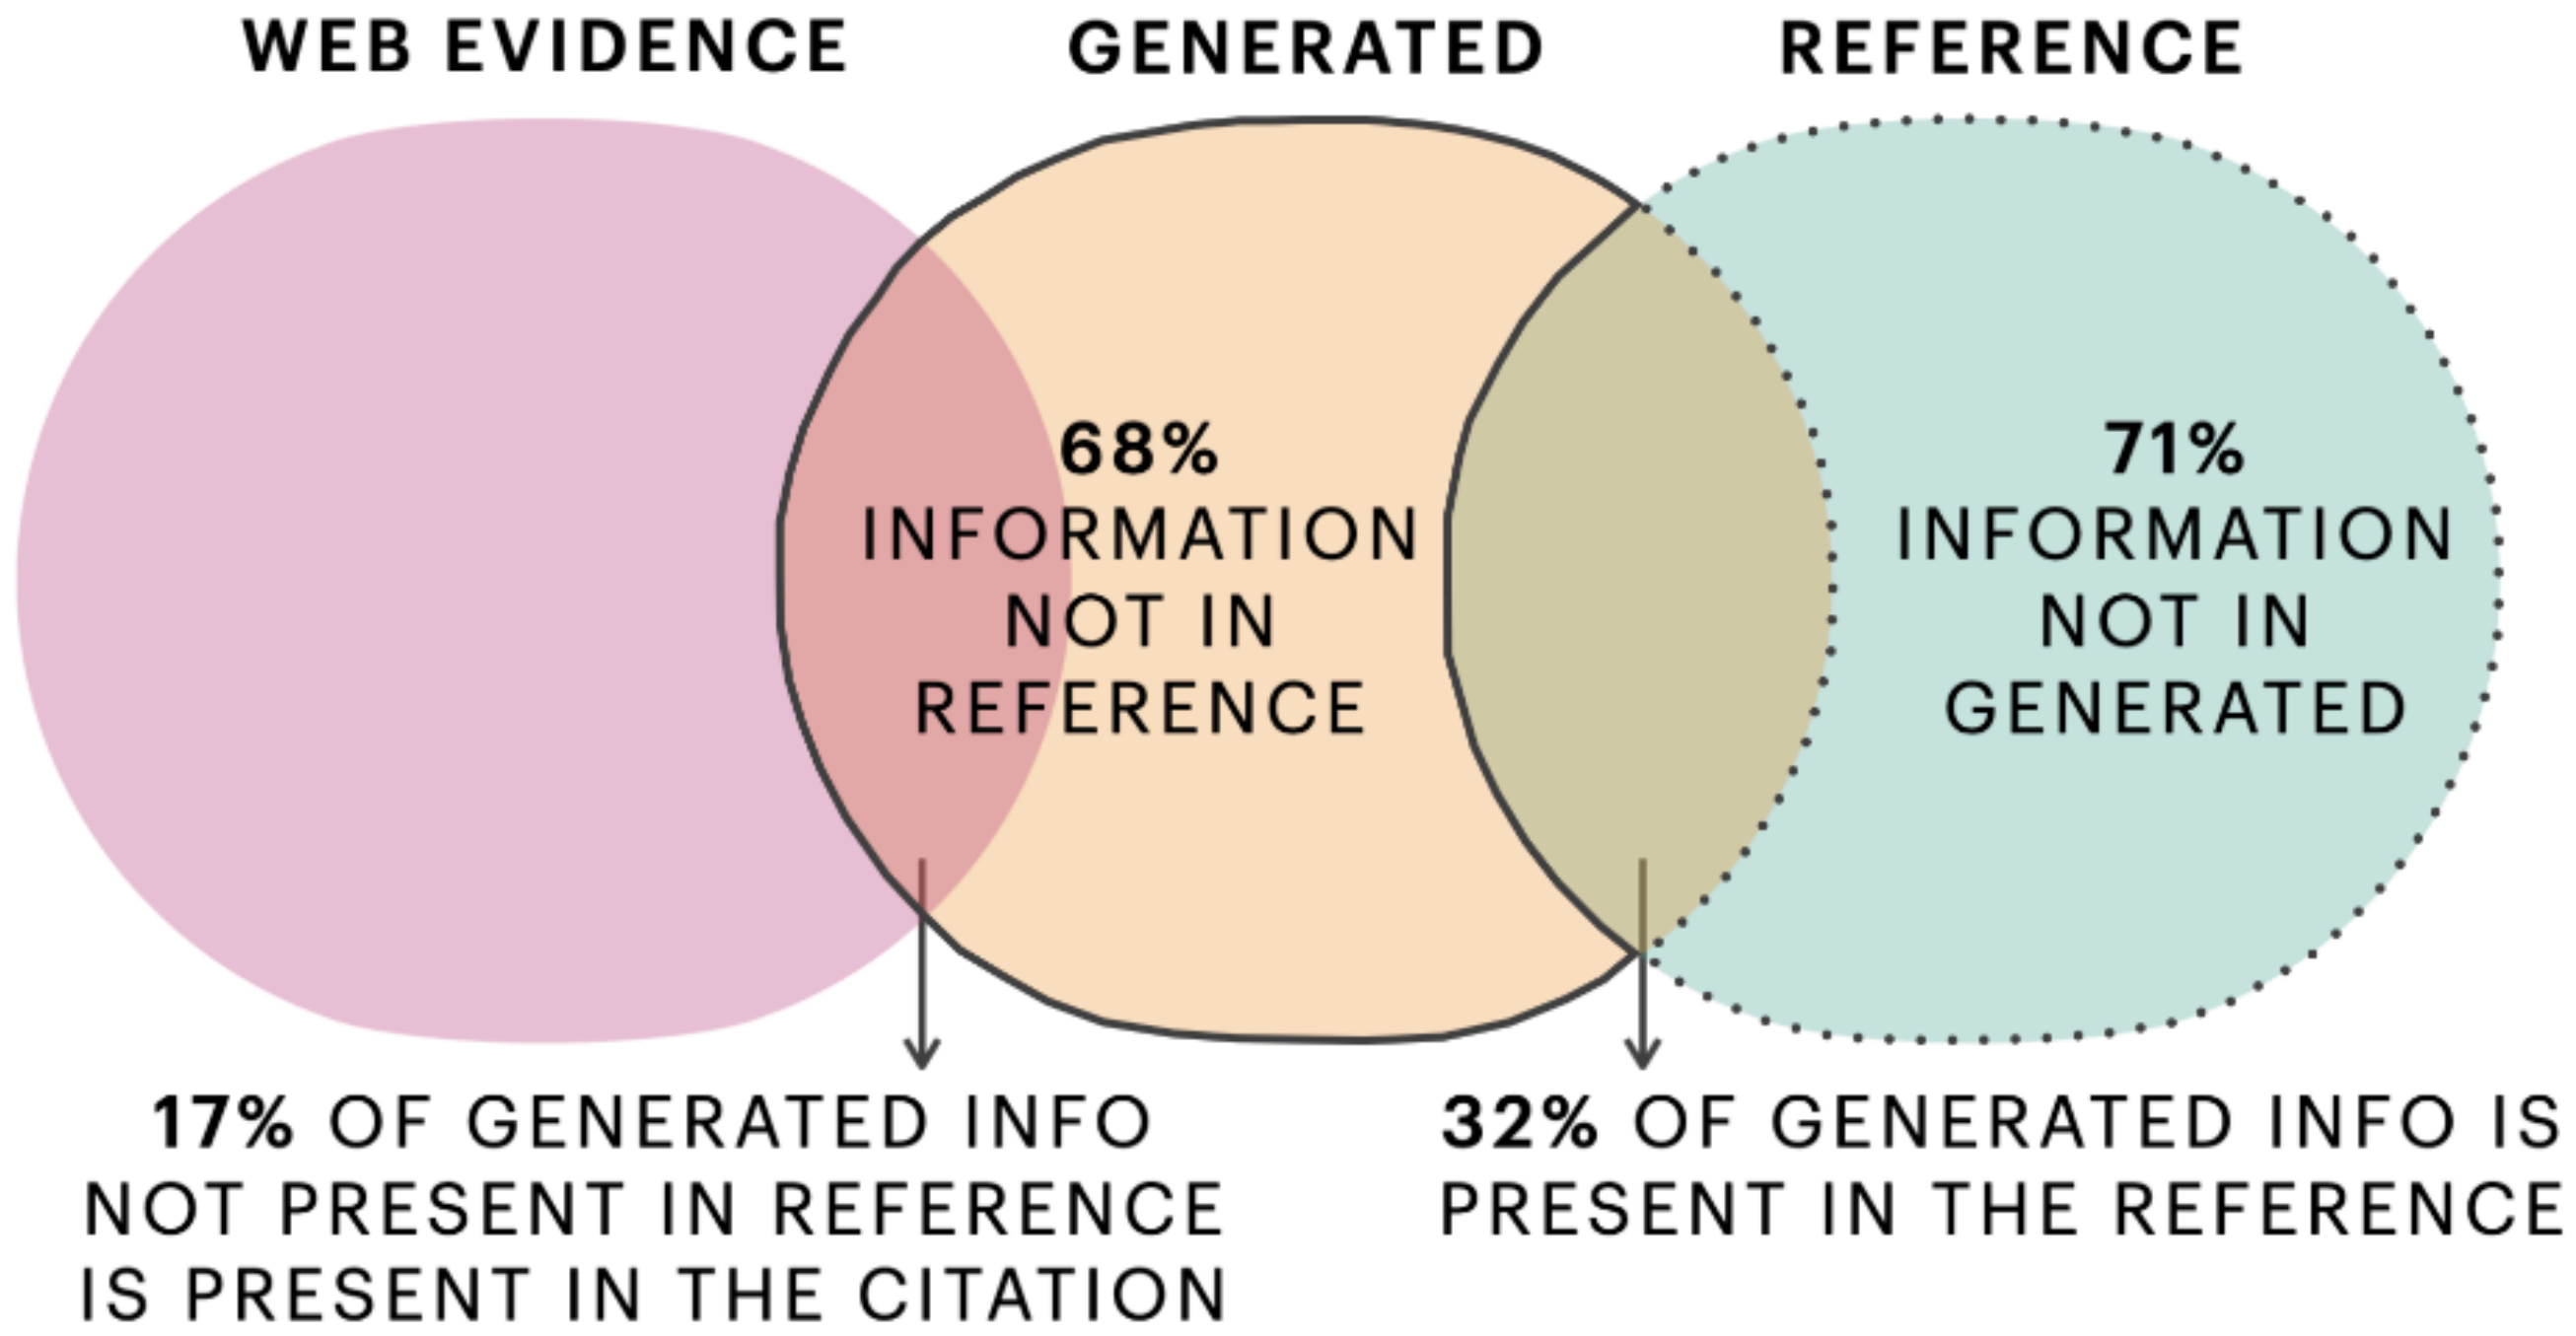 WEB EVIDENCE
GENERATED
REFERENCE
68%
INFORMATION
NOT IN
REFERENCE
71%
INFORMATION
NOT IN
GENERATED
17% OF GENERATED INFO
NOT PRESENT IN REFERENCE
IS PRESENT IN THE CITATION
32% OF GENERATED INFO IS
PRESENT IN THE REFERENCE